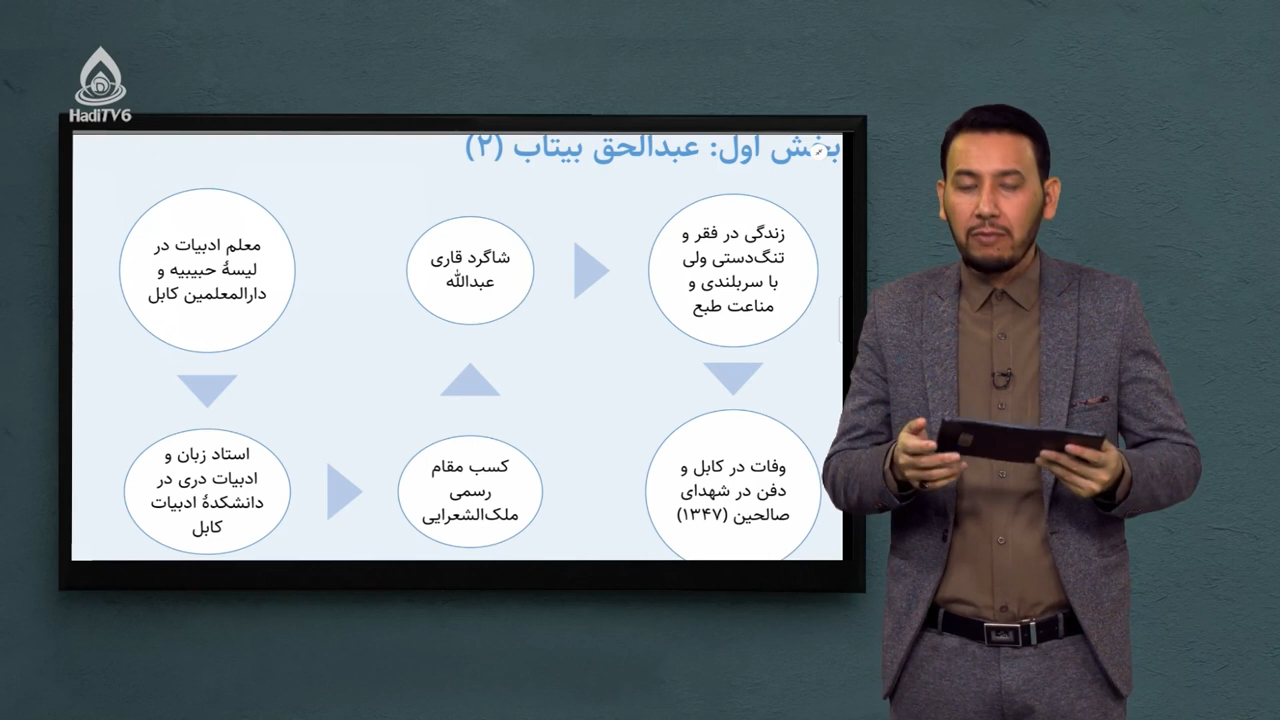 HadiTV6
بخش اول: عبدالحق بیتاب (۲)
معلم ادبیات در
لیسهٔ حبیبیه و
دارالمعلمین کابل
استاد زبان و
ادبیات دری در
دانشکدهٔ ادبیات
کابل
کسب مقام
رسمی
ملک‌الشعرایی
شاگرد قاری
عبدالله
زندگی در فقر و
تنگ‌دستی ولی
با سربلندی و
مناعت طبع
وفات در کابل و
دفن در شهدای
صالحین (۱۳۴۷)